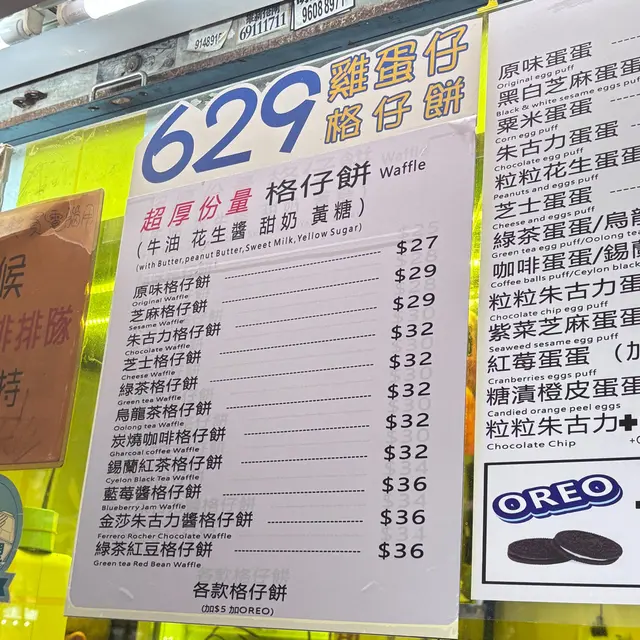 9148915
69111711
9608 8971
629 雞蛋仔
格仔餅
超厚份量 格仔餅 Waffle
(牛油 花生醬 甜奶 黃糖)
(with Butter,peanut Butter,Sweet Milk,Yellow Sugar)
原味格仔餅 $27
Original Waffle
芝麻格仔餅 $29
Sesame Waffle
朱古力格仔餅 $29
Chocolate Waffle
芝士格仔餅 $32
Cheese Waffle
綠茶格仔餅 $32
Green tea Waffle
烏龍茶格仔餅 $32
Oolong tea Waffle
炭燒咖啡格仔餅 $32
Gharcoal coffee Waffle
錫蘭紅茶格仔餅 $32
Cyelon Black Tea Waffle
藍莓醬格仔餅 $36
Blueberry Jam Waffle
金莎朱古力醬格仔餅 $36
Ferrero Rocher Chocolate Waffle
綠茶紅豆格仔餅 $36
Green tea Red Bean Waffle
各款格仔餅
(加$5 加OREO)
原味蛋蛋
Original egg puff
黑白芝麻蛋蛋
Black & white sesame eggs puff
粟米蛋蛋
Corn egg puff
朱古力蛋蛋
Chocolate egg puff
粒粒花生蛋蛋
Peanuts and eggs puff
芝士蛋蛋
Cheese and eggs puff
綠茶蛋蛋/烏龍
Green tea egg puff/Oolong te
咖啡蛋蛋/錫蘭
Coffee balls puff/Ceylon black
粒粒朱古力蛋
Chocolate chip egg puff
紫菜芝麻蛋蛋
Seaweed sesame egg puff
紅莓蛋蛋 (加
Cranberries eggs puff
糖漬橙皮蛋蛋
Candied orange peel eggs
粒粒朱古力+
Chocolate Chip
OREO
候
啡排隊
持